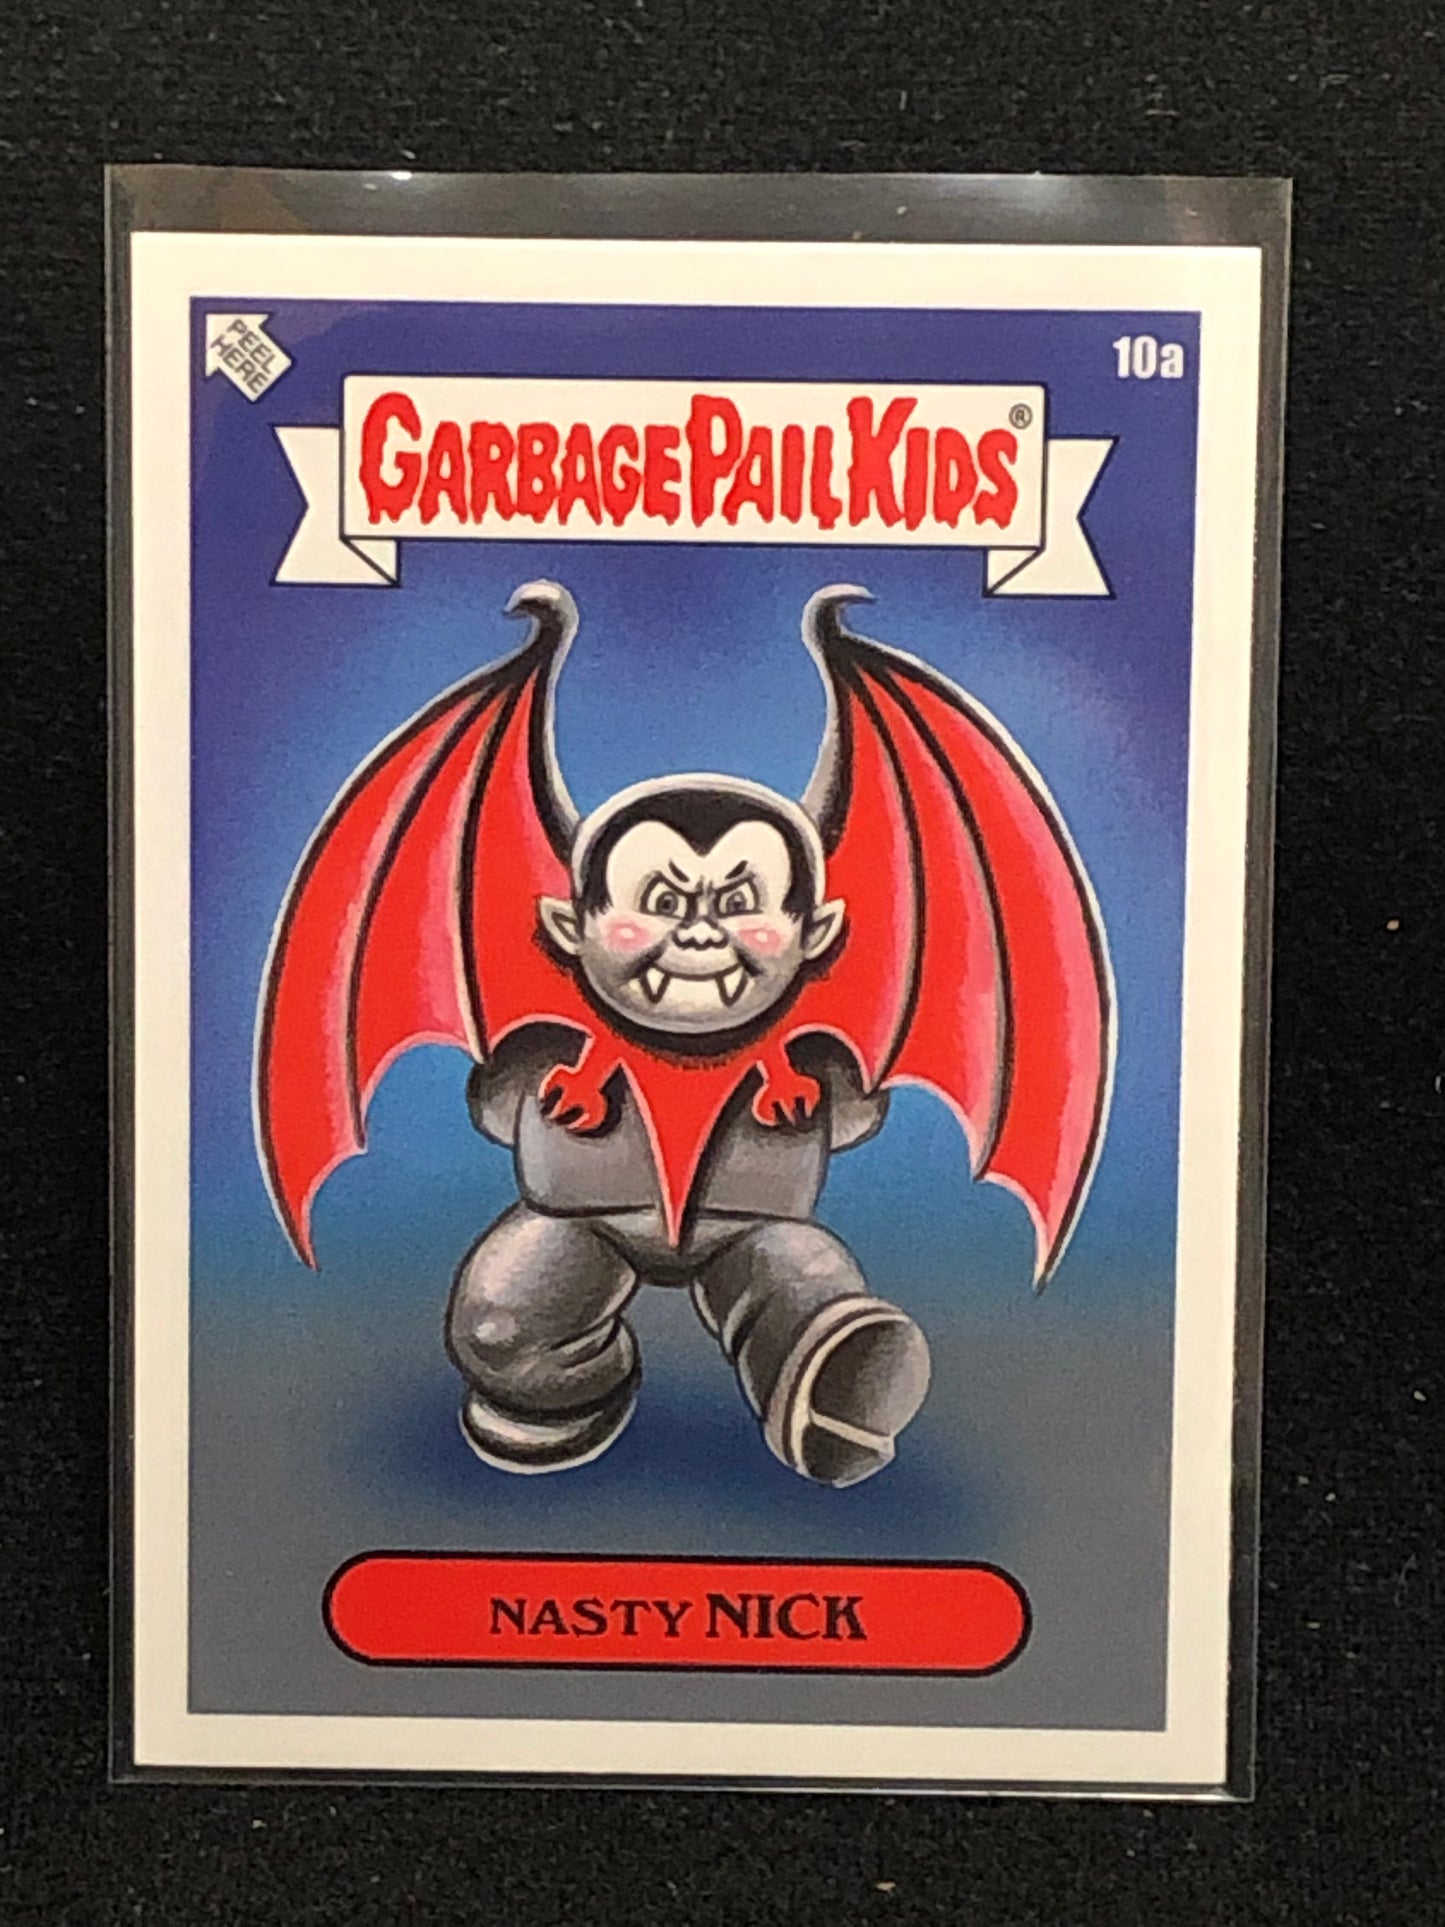 PEEL
HERE
10a
GARBAGE PAIL KIDS®
NASTY NICK